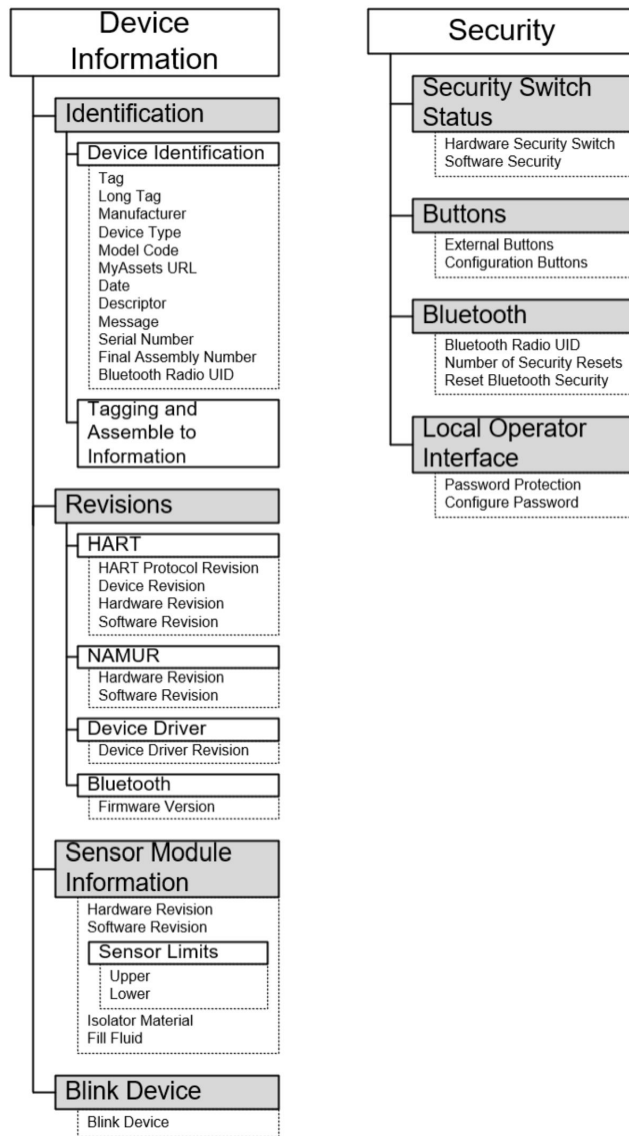 Device
Information
Identification
Device Identification
Tag
Long Tag
Manufacturer
Device Type
Model Code
MyAssets URL
Date
Descriptor
Message
Serial Number
Final Assembly Number
Bluetooth Radio UID
Tagging and
Assemble to
Information
Revisions
HART
HART Protocol Revision
Device Revision
Hardware Revision
Software Revision
NAMUR
Hardware Revision
Software Revision
Device Driver
Device Driver Revision
Bluetooth
Firmware Version
Sensor Module
Information
Hardware Revision
Software Revision
Sensor Limits
Upper
Lower
Isolator Material
Fill Fluid
Blink Device
Blink Device
Security
Security Switch
Status
Hardware Security Switch
Software Security
Buttons
External Buttons
Configuration Buttons
Bluetooth
Bluetooth Radio UID
Number of Security Resets
Reset Bluetooth Security
Local Operator
Interface
Password Protection
Configure Password